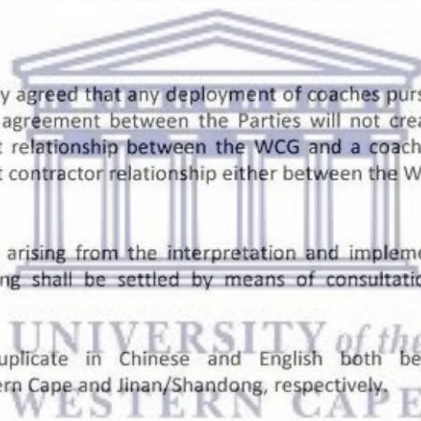 y agreed that any deployment of coaches purs
agreement between the Parties will not crea
t relationship between the WCG and a coach
t contractor relationship either between the W
arising from the interpretation and impleme
ng shall be settled by means of consultatio
UNIVERSITY of the
uplicate in Chinese and English both be
ern Cape and Jinan/Shandong, respectively.
WESTERN CAPE